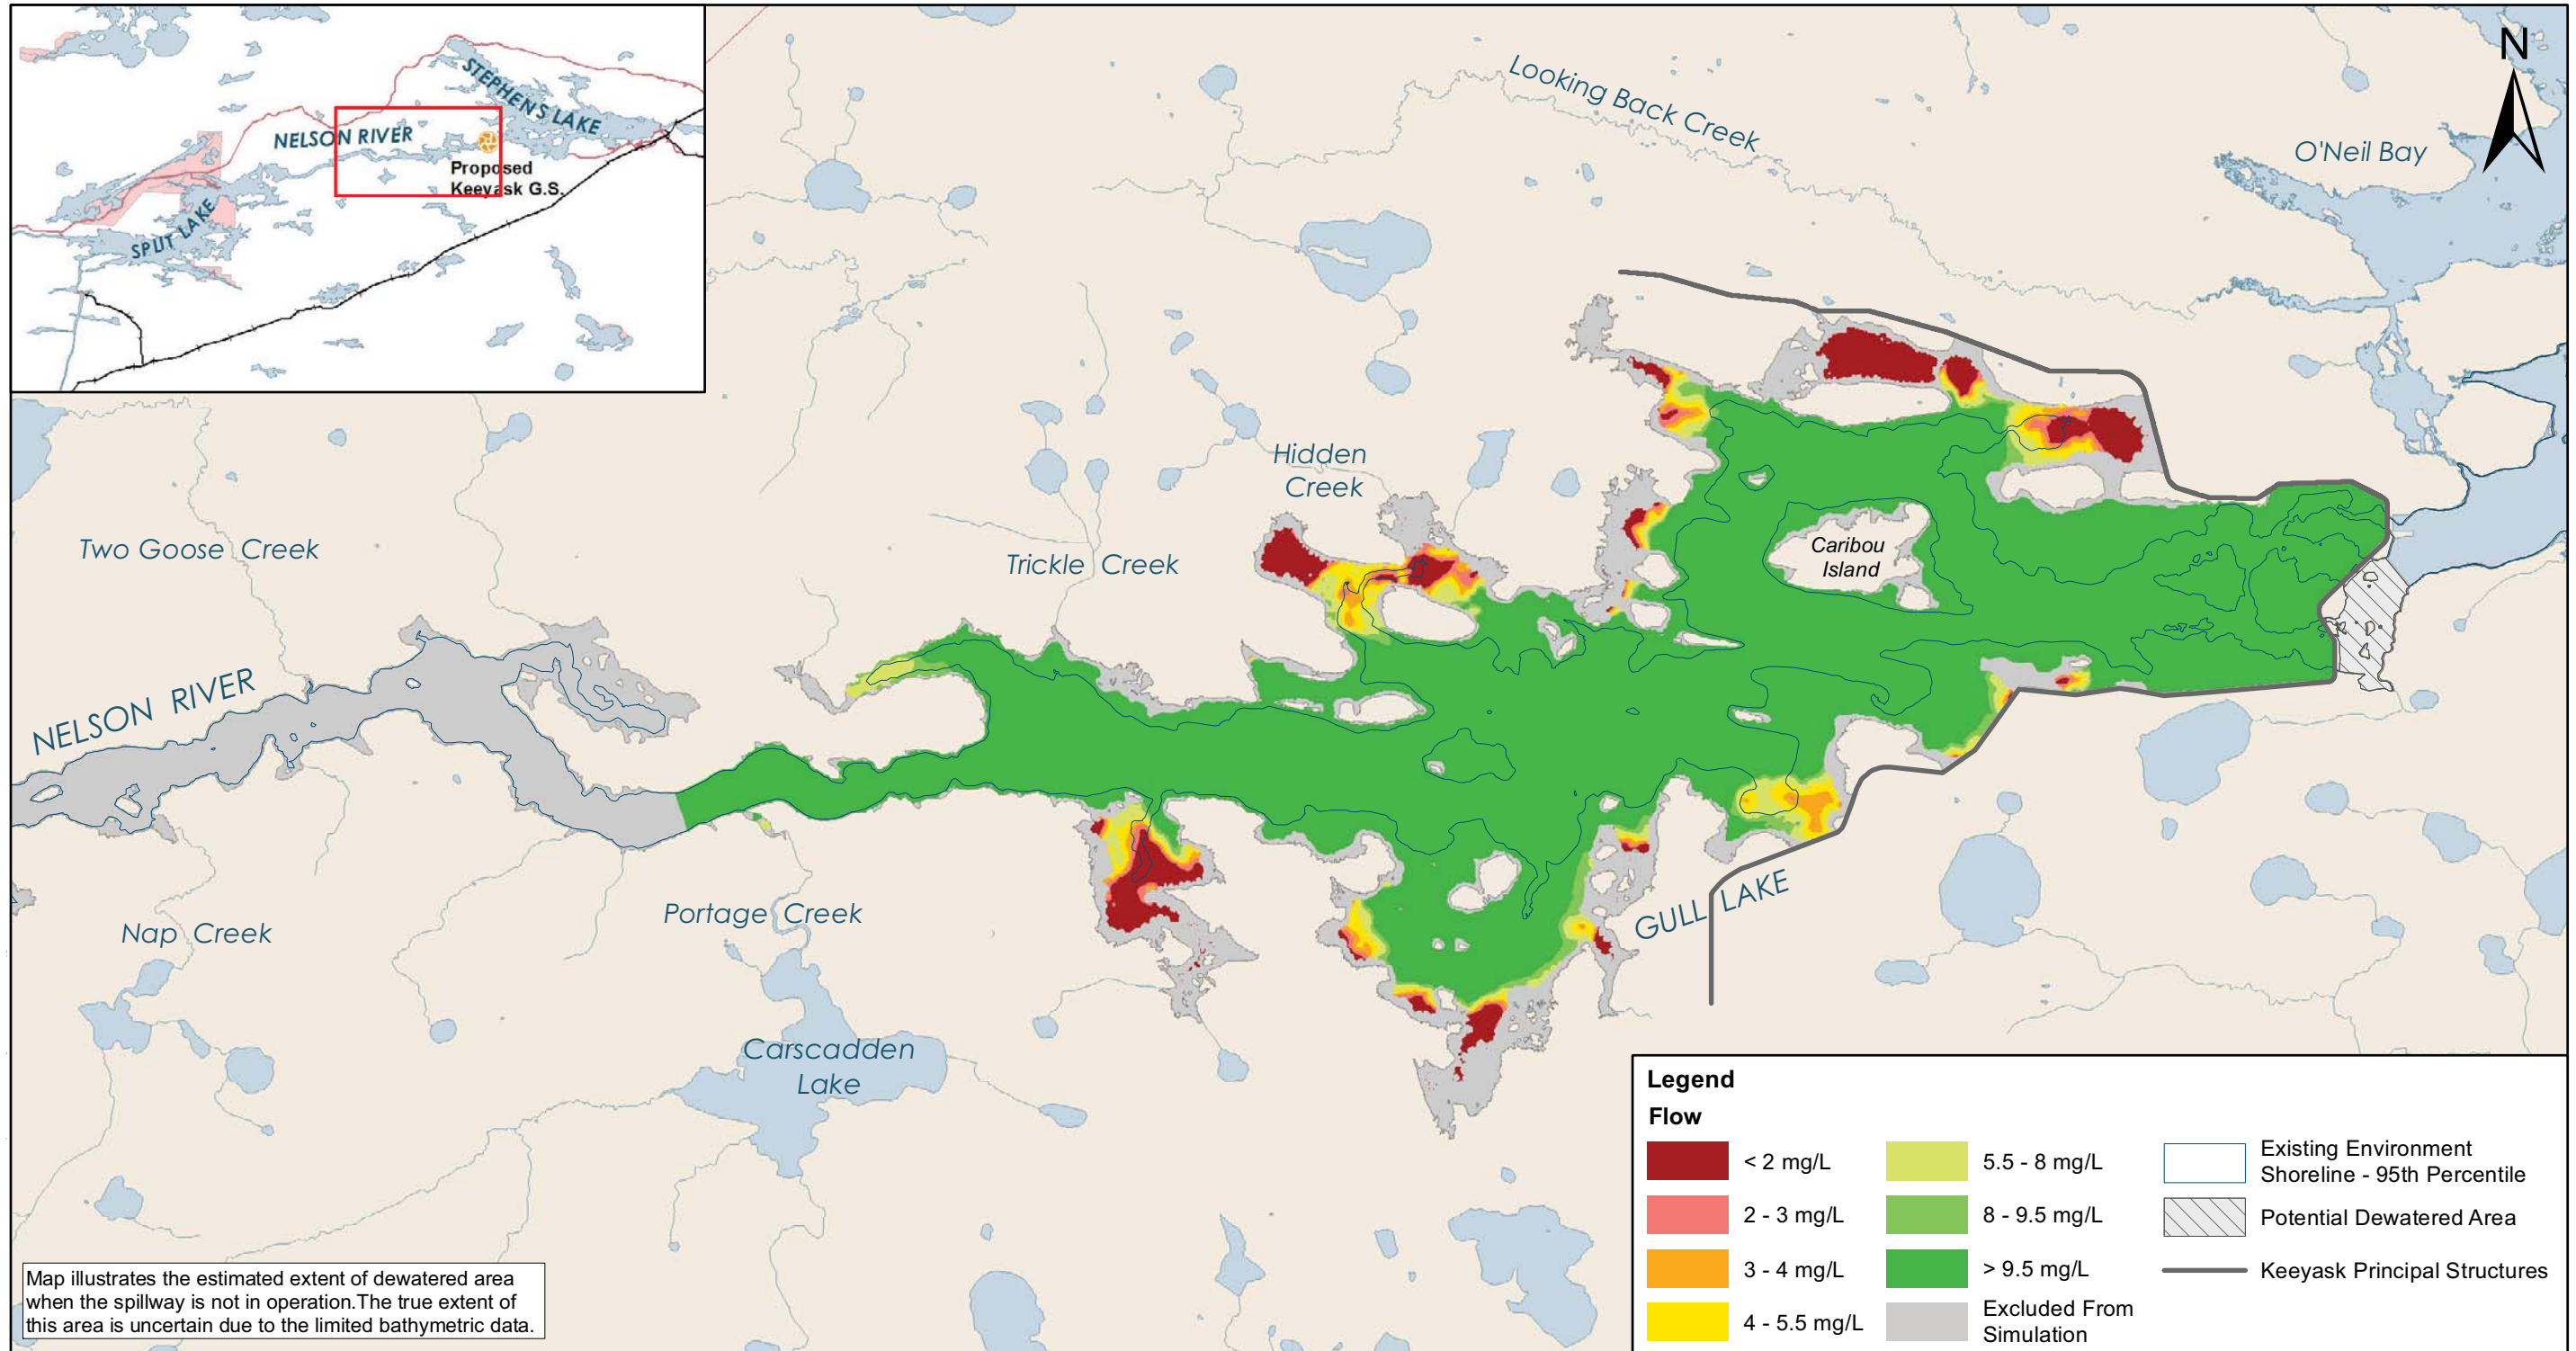 STEPHENS LAKE
NELSON RIVER
Proposed
Keeyask G.S.
SPLIT LAKE
N
Looking Back Creek
O'Neil Bay
Hidden
Creek
Two Goose Creek
Trickle Creek
Caribou
Island
NELSON RIVER
Portage Creek
Nap Creek
GULL LAKE
Carscadden
Lake
Map illustrates the estimated extent of dewatered area
when the spillway is not in operation.The true extent of
this area is uncertain due to the limited bathymetric data.
Legend
Flow
< 2 mg/L
2 - 3 mg/L
3 - 4 mg/L
4 - 5.5 mg/L
5.5 - 8 mg/L
8 - 9.5 mg/L
> 9.5 mg/L
Excluded From
Simulation
Existing Environment
Shoreline - 95th Percentile
Potential Dewatered Area
Keeyask Principal Structures